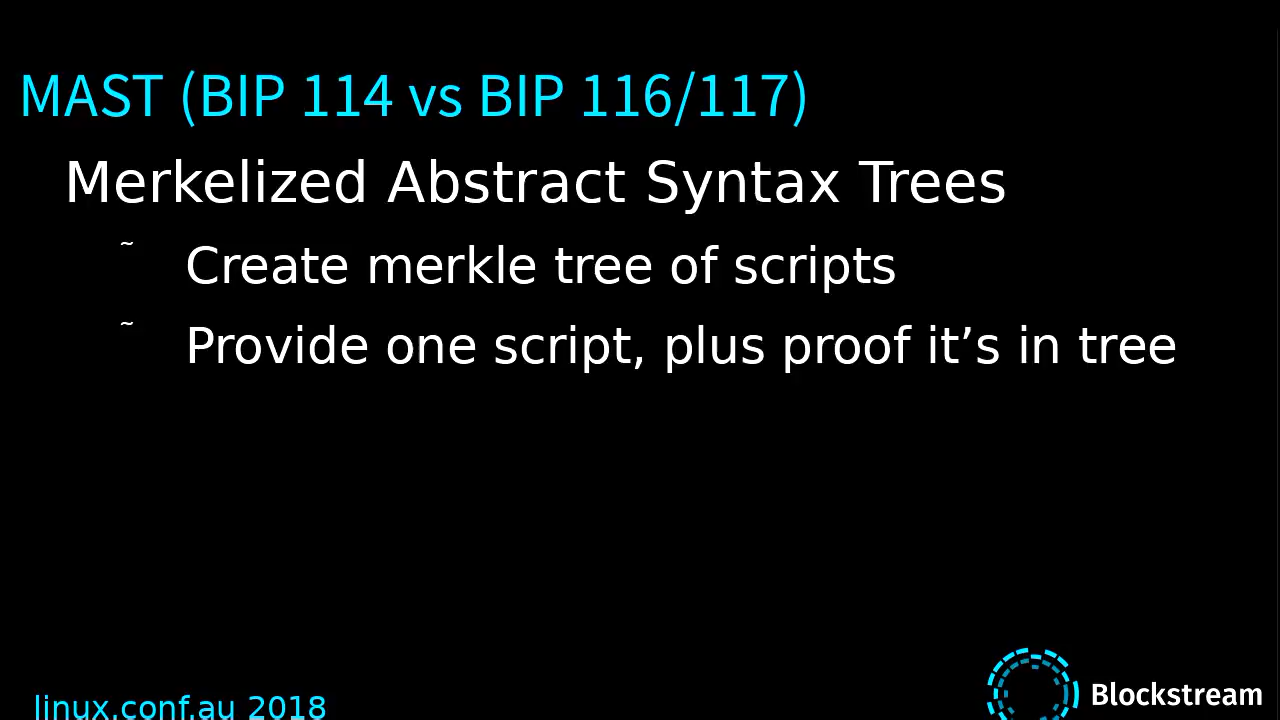 MAST (BIP 114 vs BIP 116/117)
Merkelized Abstract Syntax Trees
~ Create merkle tree of scripts
~ Provide one script, plus proof it’s in tree
linux.conf.au 2018
Blockstream